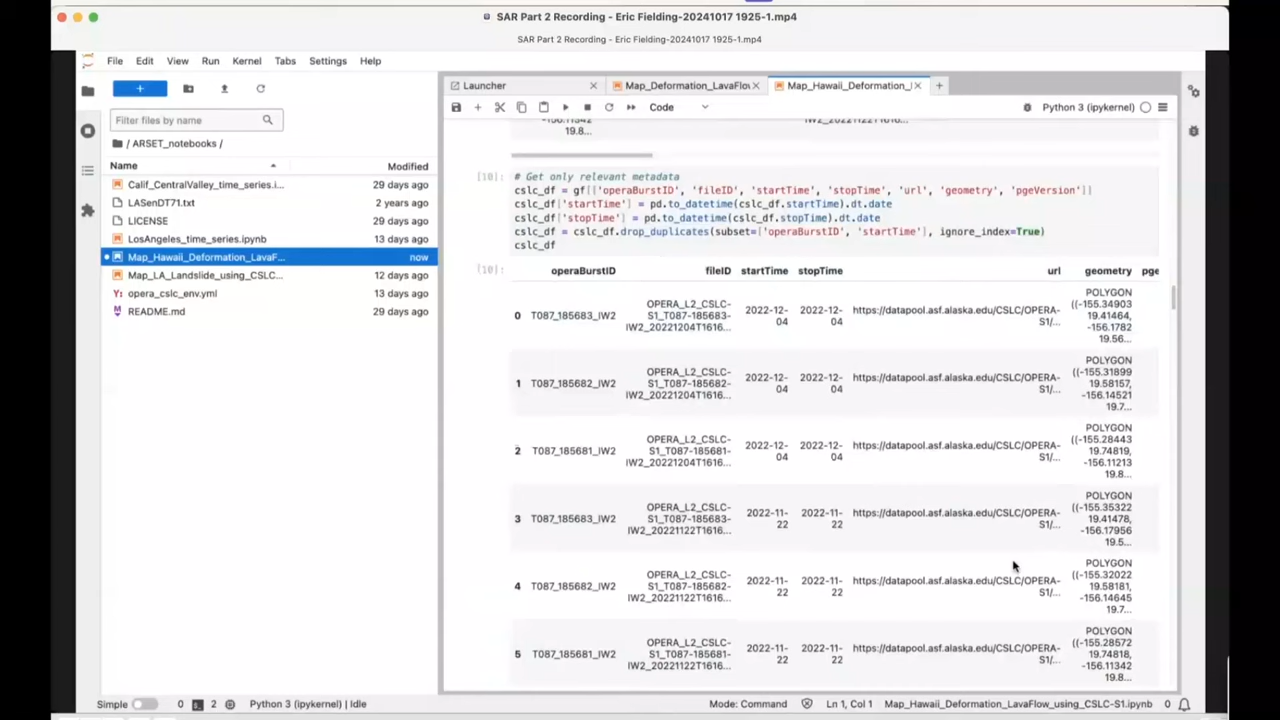 SAR Part 2 Recording - Eric Fielding-20241017 1925-1.mp4
SAR Part 2 Recording - Eric Fielding-20241017 1925-1.mp4
File Edit View Run Kernel Tabs Settings Help
Filter files by name
/ ARSET_notebooks /
Name Modified
Calif_CentralValley_time_series.i... 29 days ago
LASenDT71.txt 2 years ago
LICENSE 29 days ago
LosAngeles_time_series.ipynb 13 days ago
Map_Hawaii_Deformation_LavaF... now
Map_LA_Landslide_using_CSLC... 12 days ago
opera_cslc_env.yml 13 days ago
README.md 29 days ago
Launcher Map_Deformation_LavaFlov Map_Hawaii_Deformation_l
Code Python 3 (ipykernel)
19.8...
[10]: # Get only relevant metadata
cslc_df = gf[['operaBurstID', 'fileID', 'startTime', 'stopTime', 'url', 'geometry', 'pgeVersion']]
cslc_df['startTime'] = pd.to_datetime(cslc_df.startTime).dt.date
cslc_df['stopTime'] = pd.to_datetime(cslc_df.stopTime).dt.date
cslc_df = cslc_df.drop_duplicates(subset=['operaBurstID', 'startTime'], ignore_index=True)
cslc_df
[10]: operaBurstID fileID startTime stopTime url geometry pge
0 T087_185683_IW2 OPERA_L2_CSLC-S1_T087-185683-IW2_20221204T1616... 2022-12-04 2022-12-04 https://datapool.asf.alaska.edu/CSLC/OPERA-S1/... POLYGON ((-155.34903 19.41464, -156.1782 19.56...
1 T087_185682_IW2 OPERA_L2_CSLC-S1_T087-185682-IW2_20221204T1616... 2022-12-04 2022-12-04 https://datapool.asf.alaska.edu/CSLC/OPERA-S1/... POLYGON ((-155.31899 19.58157, -156.14521 19.7...
2 T087_185681_IW2 OPERA_L2_CSLC-S1_T087-185681-IW2_20221204T1616... 2022-12-04 2022-12-04 https://datapool.asf.alaska.edu/CSLC/OPERA-S1/... POLYGON ((-155.28443 19.74819, -156.11213 19.8...
3 T087_185683_IW2 OPERA_L2_CSLC-S1_T087-185683-IW2_20221122T1616... 2022-11-22 2022-11-22 https://datapool.asf.alaska.edu/CSLC/OPERA-S1/... POLYGON ((-155.35322 19.41478, -156.17956 19.5...
4 T087_185682_IW2 OPERA_L2_CSLC-S1_T087-185682-IW2_20221122T1616... 2022-11-22 2022-11-22 https://datapool.asf.alaska.edu/CSLC/OPERA-S1/... POLYGON ((-155.32022 19.58181, -156.14645 19.7...
5 T087_185681_IW2 OPERA_L2_CSLC-S1_T087-185681-IW2_20221122T1616... 2022-11-22 2022-11-22 https://datapool.asf.alaska.edu/CSLC/OPERA-S1/... POLYGON ((-155.28572 19.74818, -156.11342 19.8...
Simple 0 2 Python 3 (ipykernel) | Idle Mode: Command Ln 1, Col 1 Map_Hawaii_Deformation_LavaFlow_using_CSLC-S1.ipynb 0